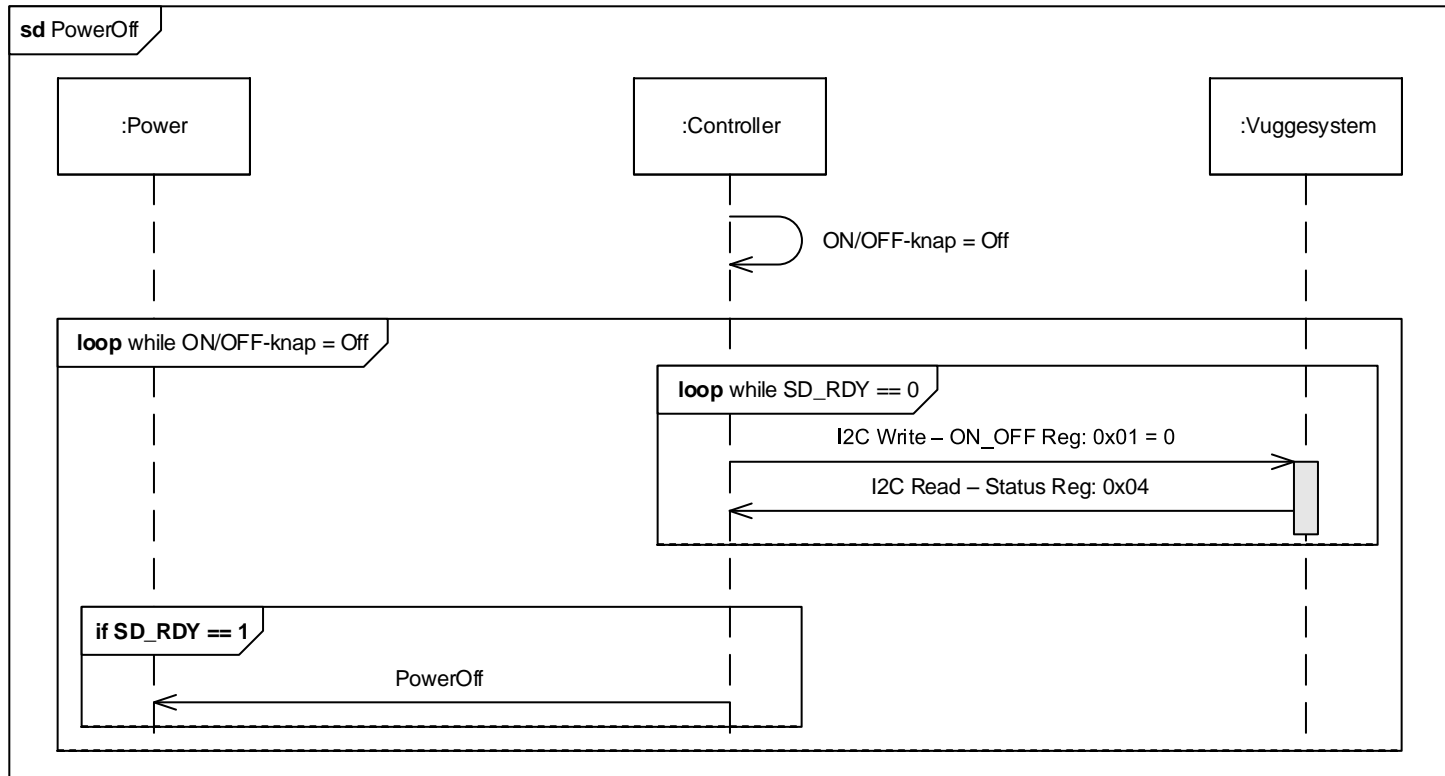 sd PowerOff
:Power
:Controller
:Vuggesystem
ON/OFF-knap = Off
loop while ON/OFF-knap = Off
loop while SD_RDY == 0
I2C Write – ON_OFF Reg: 0x01 = 0
I2C Read – Status Reg: 0x04
if SD_RDY == 1
PowerOff